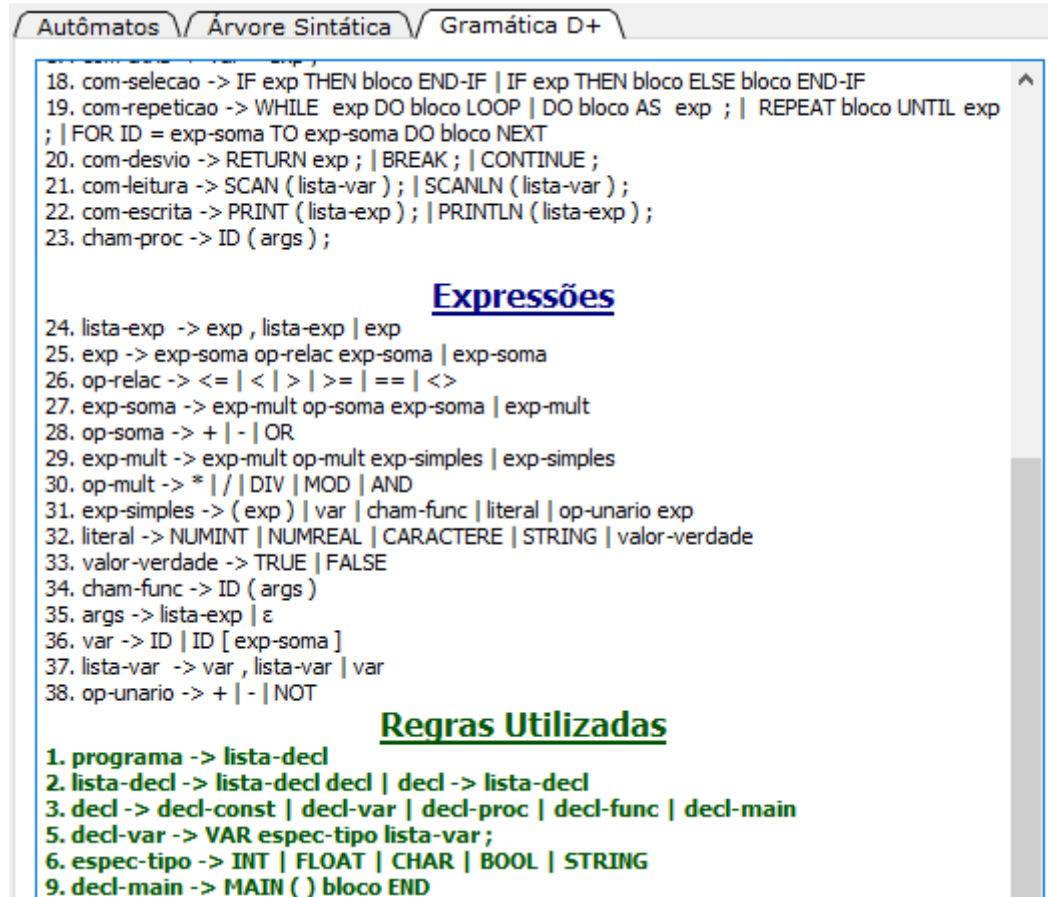 Autômatos
Árvore Sintática
Gramática D+
18. com-selecao -> IF exp THEN bloco END-IF | IF exp THEN bloco ELSE bloco END-IF
19. com-repeticao -> WHILE exp DO bloco LOOP | DO bloco AS exp ; | REPEAT bloco UNTIL exp
; | FOR ID = exp-soma TO exp-soma DO bloco NEXT
20. com-desvio -> RETURN exp ; | BREAK ; | CONTINUE ;
21. com-leitura -> SCAN ( lista-var ) ; | SCANLN ( lista-var ) ;
22. com-escrita -> PRINT ( lista-exp ) ; | PRINTLN ( lista-exp ) ;
23. cham-proc -> ID ( args ) ;
Expressões
24. lista-exp -> exp , lista-exp | exp
25. exp -> exp-soma op-relac exp-soma | exp-soma
26. op-relac -> <= | < | > | >= | == | <>
27. exp-soma -> exp-mult op-soma exp-soma | exp-mult
28. op-soma -> + | - | OR
29. exp-mult -> exp-mult op-mult exp-simples | exp-simples
30. op-mult -> * | / | DIV | MOD | AND
31. exp-simples -> ( exp ) | var | cham-func | literal | op-unario exp
32. literal -> NUMINT | NUMREAL | CARACTERE | STRING | valor-verdade
33. valor-verdade -> TRUE | FALSE
34. cham-func -> ID ( args )
35. args -> lista-exp | ε
36. var -> ID | ID [ exp-soma ]
37. lista-var -> var , lista-var | var
38. op-unario -> + | - | NOT
Regras Utilizadas
1. programa -> lista-decl
2. lista-decl -> lista-decl decl | decl -> lista-decl
3. decl -> decl-const | decl-var | decl-proc | decl-func | decl-main
5. decl-var -> VAR espec-tipo lista-var ;
6. espec-tipo -> INT | FLOAT | CHAR | BOOL | STRING
9. decl-main -> MAIN ( ) bloco END